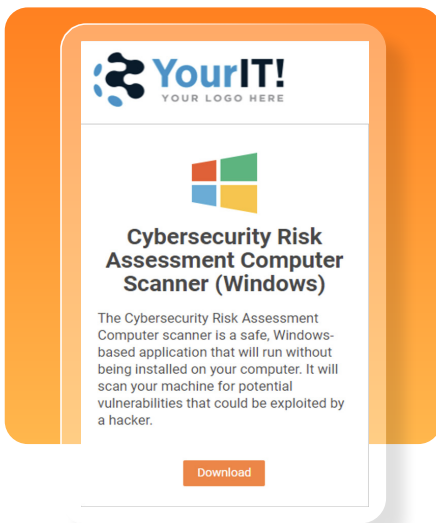 YourIT!
YOUR LOGO HERE
Cybersecurity Risk
Assessment Computer
Scanner (Windows)
The Cybersecurity Risk Assessment
Computer scanner is a safe, Windows-
based application that will run without
being installed on your computer. It will
scan your machine for potential
vulnerabilities that could be exploited by
a hacker.
Download